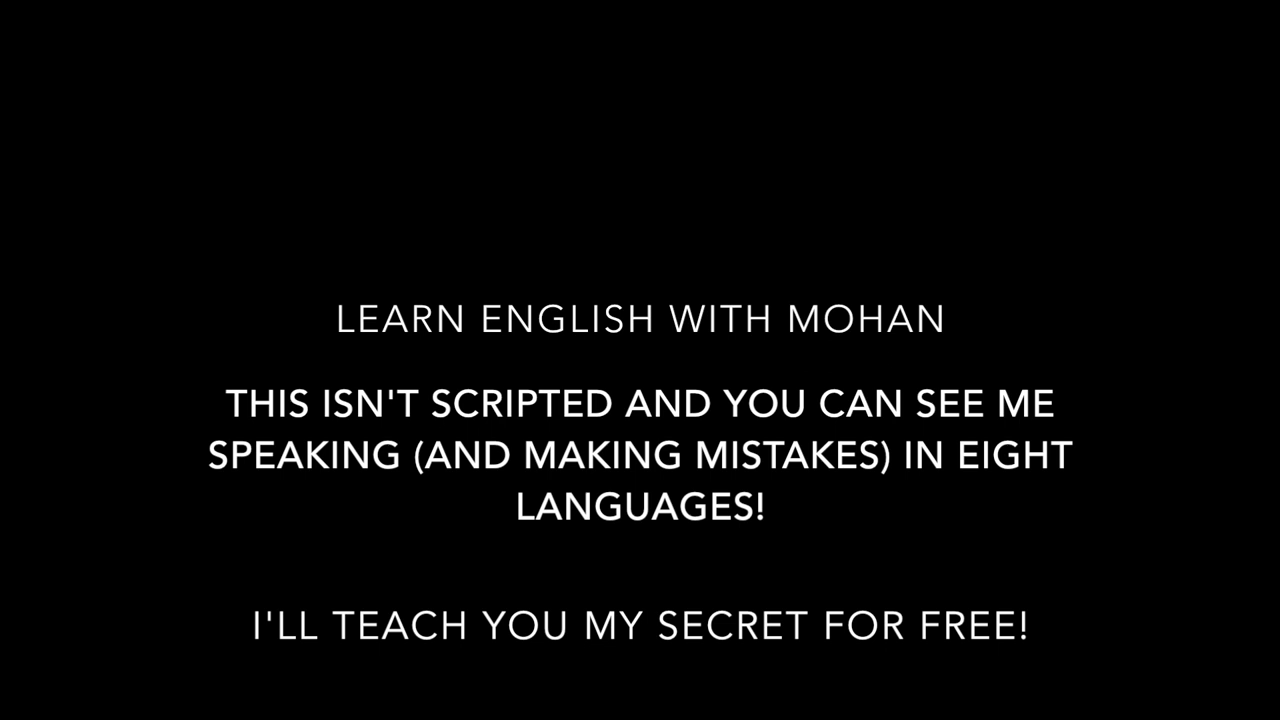 LEARN ENGLISH WITH MOHAN
THIS ISN'T SCRIPTED AND YOU CAN SEE ME
SPEAKING (AND MAKING MISTAKES) IN EIGHT
LANGUAGES!
I'LL TEACH YOU MY SECRET FOR FREE!